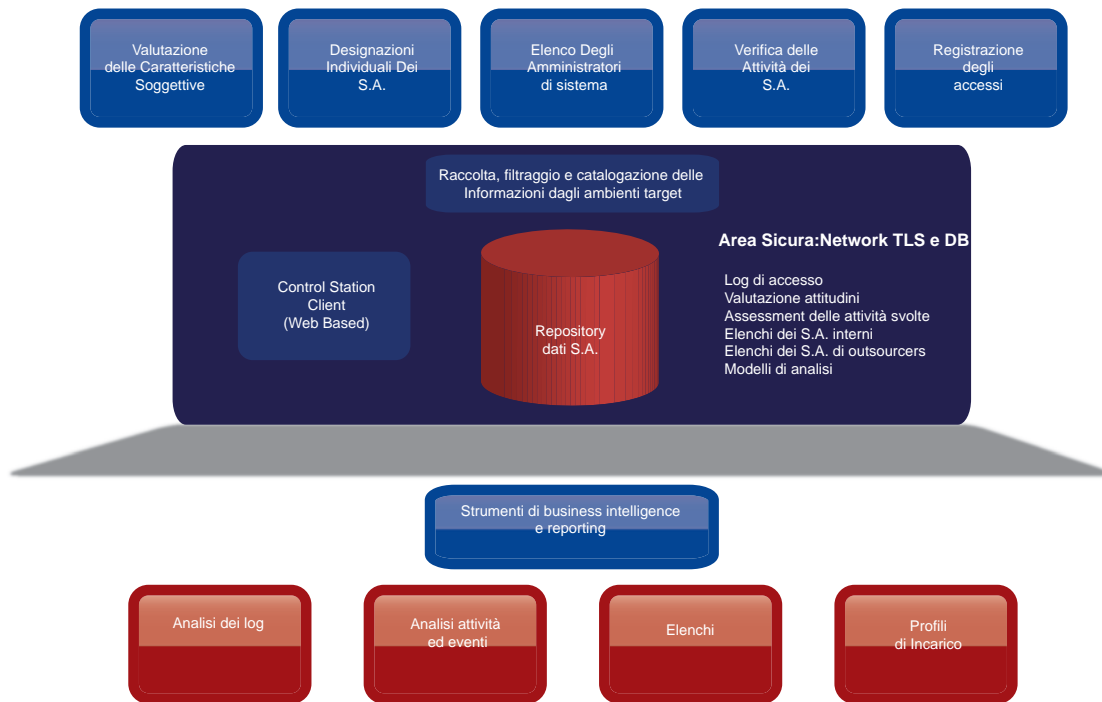 Valutazione
delle Caratteristiche
Soggettive
Designazioni
Individuali Dei
S.A.
Elenco Degli
Amministratori
di sistema
Verifica delle
Attività dei
S.A.
Registrazione
degli
accessi
Raccolta, filtraggio e catalogazione delle
Informazioni dagli ambienti target
Control Station
Client
(Web Based)
Repository
dati S.A.
Area Sicura:Network TLS e DB
Log di accesso
Valutazione attitudini
Assessment delle attività svolte
Elenchi dei S.A. interni
Elenchi dei S.A. di outsourcers
Modelli di analisi
Strumenti di business intelligence
e reporting
Analisi dei log
Analisi attività
ed eventi
Elenchi
Profili
di Incarico